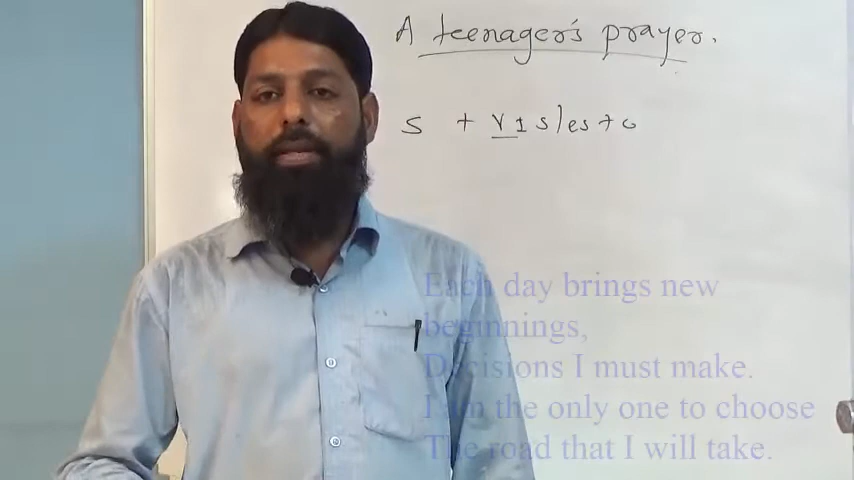 A teenager's prayer.
S + V1 s/es + o
Each day brings new
beginnings,
Decisions I must make.
I am the only one to choose
The road that I will take.